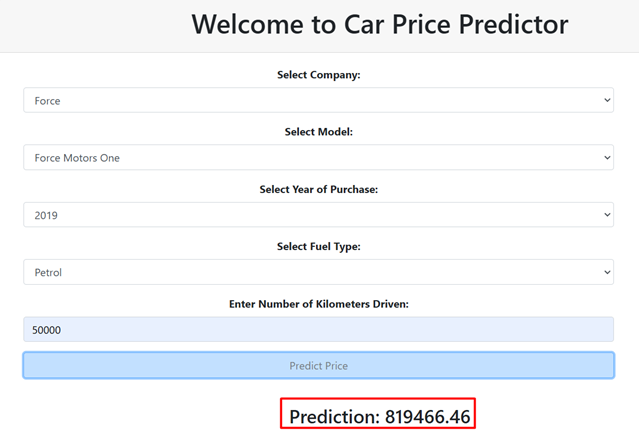 Welcome to Car Price Predictor
Select Company:
Force
Select Model:
Force Motors One
Select Year of Purchase:
2019
Select Fuel Type:
Petrol
Enter Number of Kilometers Driven:
50000
Predict Price
Prediction: 819466.46